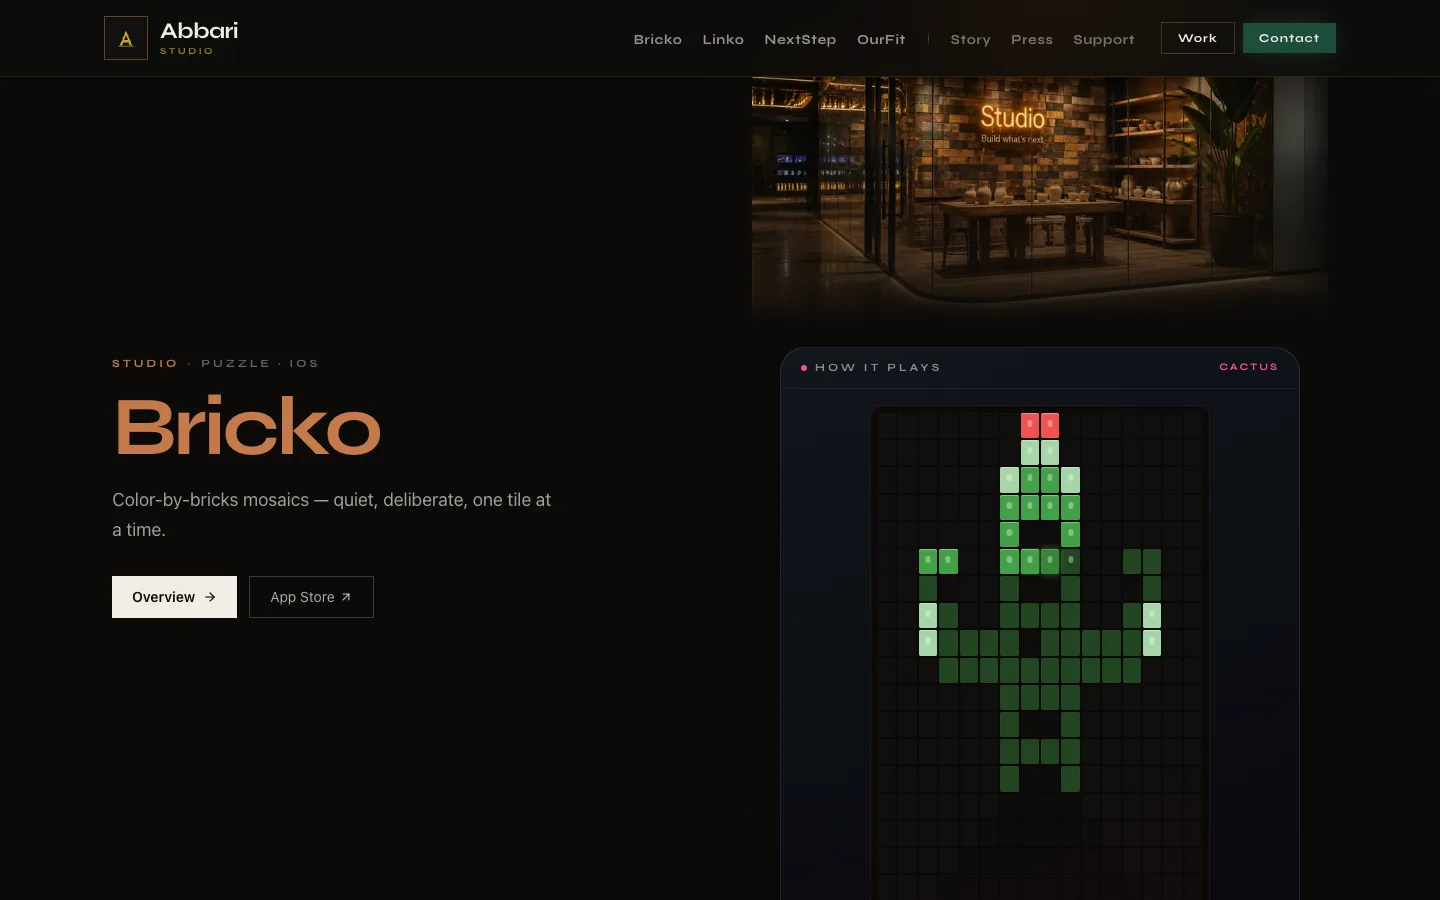 A
Abbari
STUDIO
Bricko Linko NextStep OurFit Story Press Support Work Contact
Studio
Build what's next
STUDIO · PUZZLE · IOS
Bricko
Color-by-bricks mosaics — quiet, deliberate, one tile at
a time.
Overview →
App Store ↗
HOW IT PLAYS
CACTUS